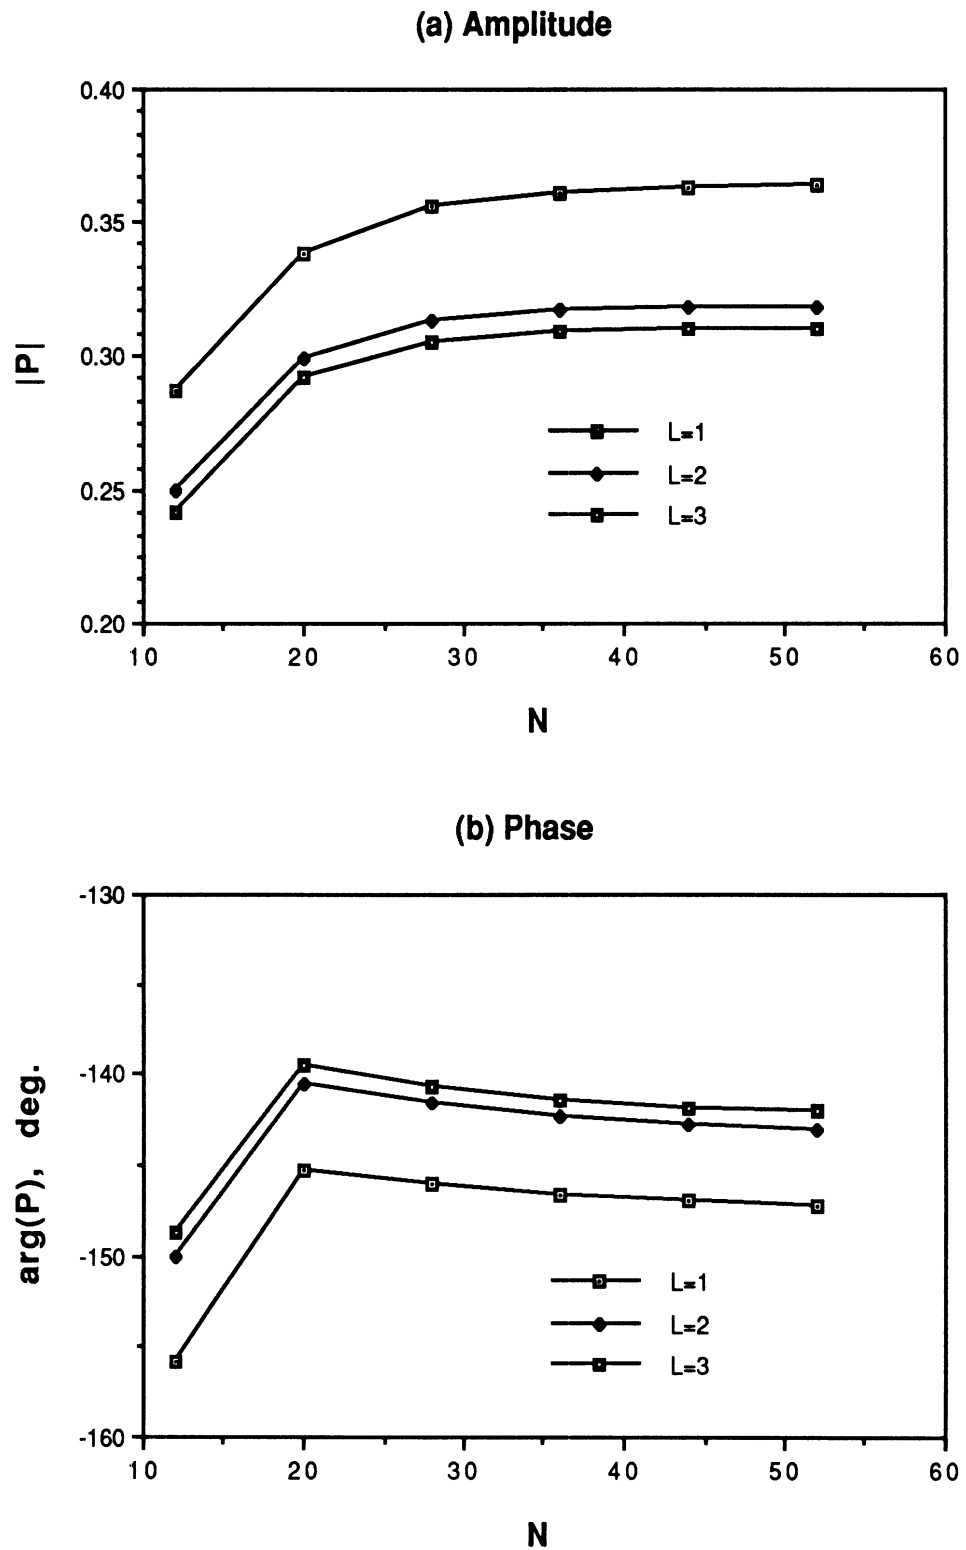 (a) Amplitude
0.40
0.35
0.30
0.25
0.20
|P|
L=1
L=2
L=3
10 20 30 40 50 60
N
(b) Phase
-130
-140
-150
-160
arg(P), deg.
L=1
L=2
L=3
10 20 30 40 50 60
N